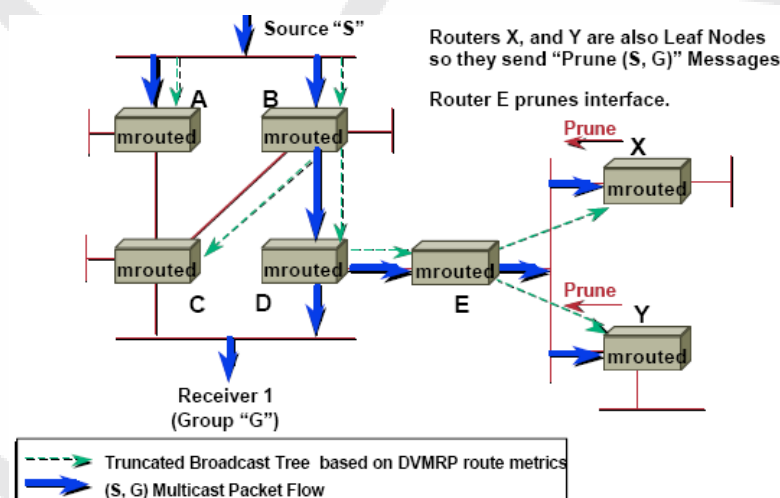 Source “S”
Routers X, and Y are also Leaf Nodes
so they send “Prune (S, G)” Messages
Router E prunes interface.
A
B
mrouted
mrouted
Prune
X
mrouted
mrouted
mrouted
mrouted
C
D
E
Prune
Y
mrouted
Receiver 1
(Group “G”)
Truncated Broadcast Tree based on DVMRP route metrics
(S, G) Multicast Packet Flow